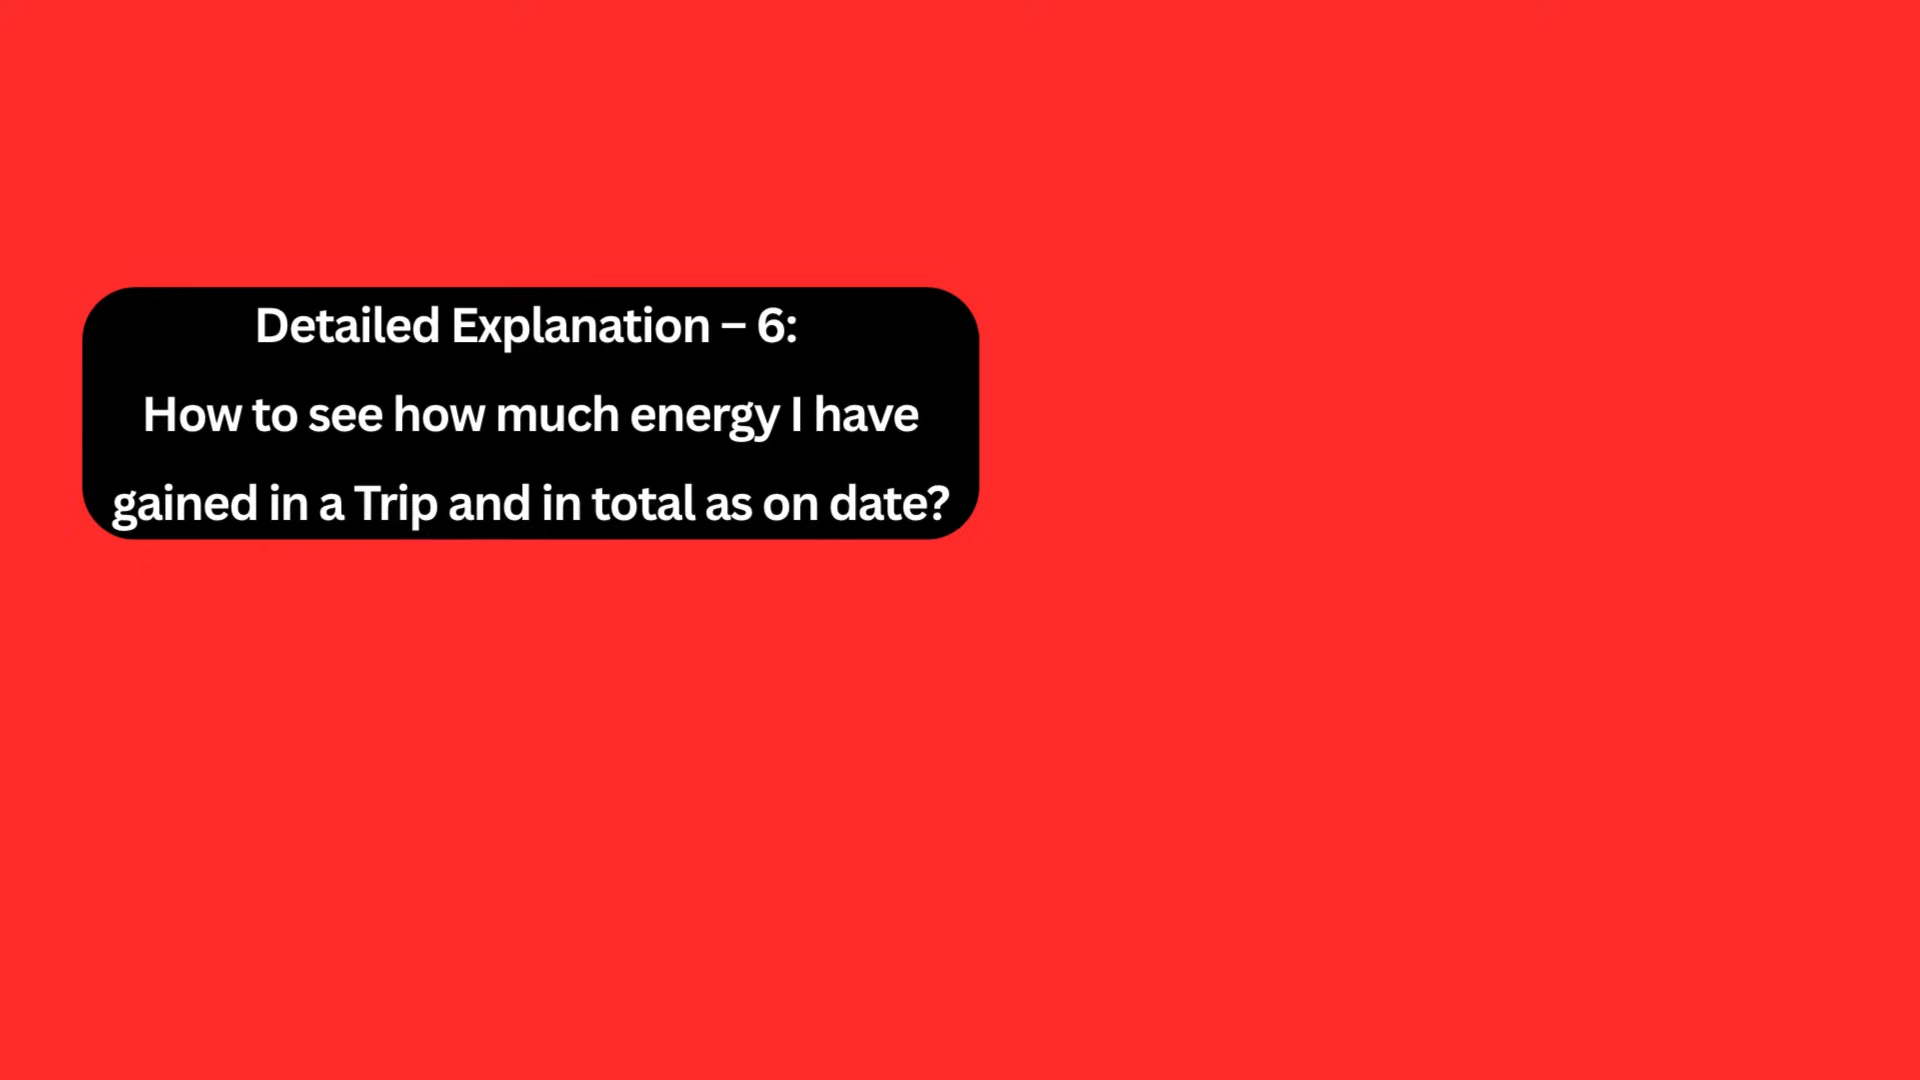 Detailed Explanation – 6:
How to see how much energy I have
gained in a Trip and in total as on date?